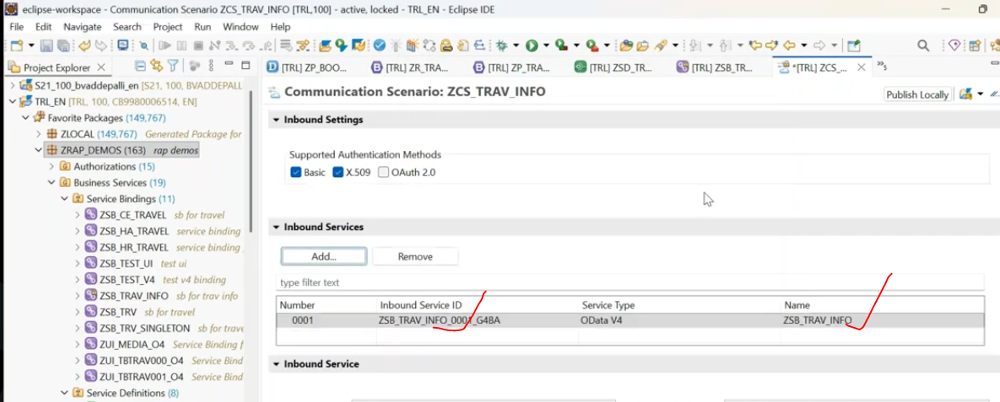 eclipse-workspace - Communication Scenario ZCS_TRAV_INFO [TRL,100] - active, locked - TRL_EN - Eclipse IDE
File Edit Navigate Search Project Run Window Help
Project Explorer
[TRL] ZP_BOO...
[TRL] ZR_TRA...
[TRL] ZP_TRA...
[TRL] ZSD_TR...
[TRL] ZSB_TR...
*[TRL] ZCS_...
5
S21_100_bvaddepalli_en [S21, 100, BVADDEPALL
TRL_EN [TRL, 100, CB9980006514, EN]
Favorite Packages (149,767)
ZLOCAL (149,767) Generated Package for
ZRAP_DEMOS (163) rap demos
Authorizations (15)
Business Services (19)
Service Bindings (11)
ZSB_CE_TRAVEL sb for travel
ZSB_HA_TRAVEL service binding
ZSB_HR_TRAVEL service binding
ZSB_TEST_UI test ui
ZSB_TEST_V4 test v4 binding
ZSB_TRAV_INFO sb for trav info
ZSB_TRV sb for travel
ZSB_TRV_SINGLETON sb for trave
ZUI_MEDIA_O4 Service Binding f
ZUI_TBTRAV000_O4 Service Bind
ZUI_TBTRAV001_O4 Service Bind
Service Definitions (8)
Communication Scenario: ZCS_TRAV_INFO
Publish Locally
Inbound Settings
Supported Authentication Methods
Basic X.509 OAuth 2.0
Inbound Services
Add... Remove
type filter text
Number Inbound Service ID Service Type Name
0001 ZSB_TRAV_INFO_0001_G4BA OData V4 ZSB_TRAV_INFO
Inbound Service